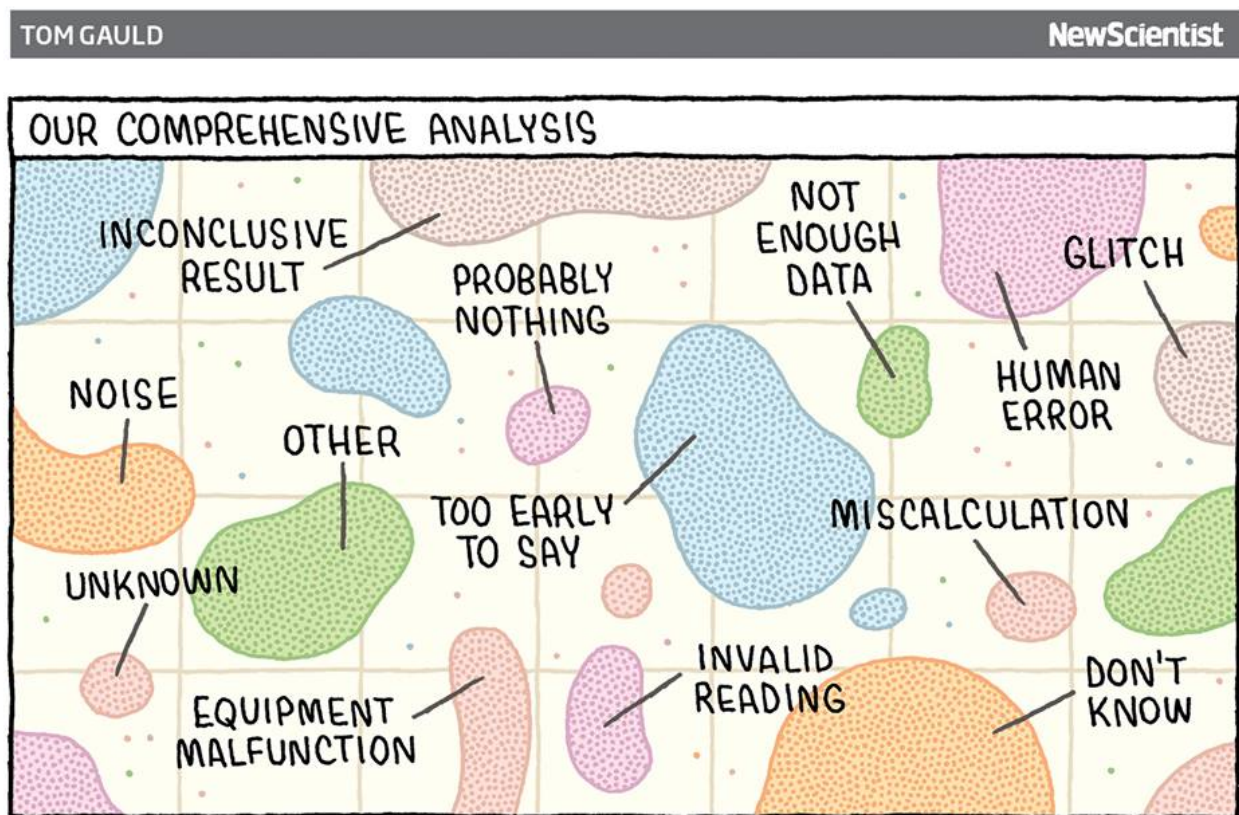 TOM GAULD
NewScientist
OUR COMPREHENSIVE ANALYSIS
INCONCLUSIVE
RESULT
PROBABLY
NOTHING
NOT
ENOUGH
DATA
HUMAN
ERROR
GLITCH
NOISE
OTHER
TOO EARLY
TO SAY
MISCALCULATION
UNKNOWN
EQUIPMENT
MALFUNCTION
INVALID
READING
DON'T
KNOW